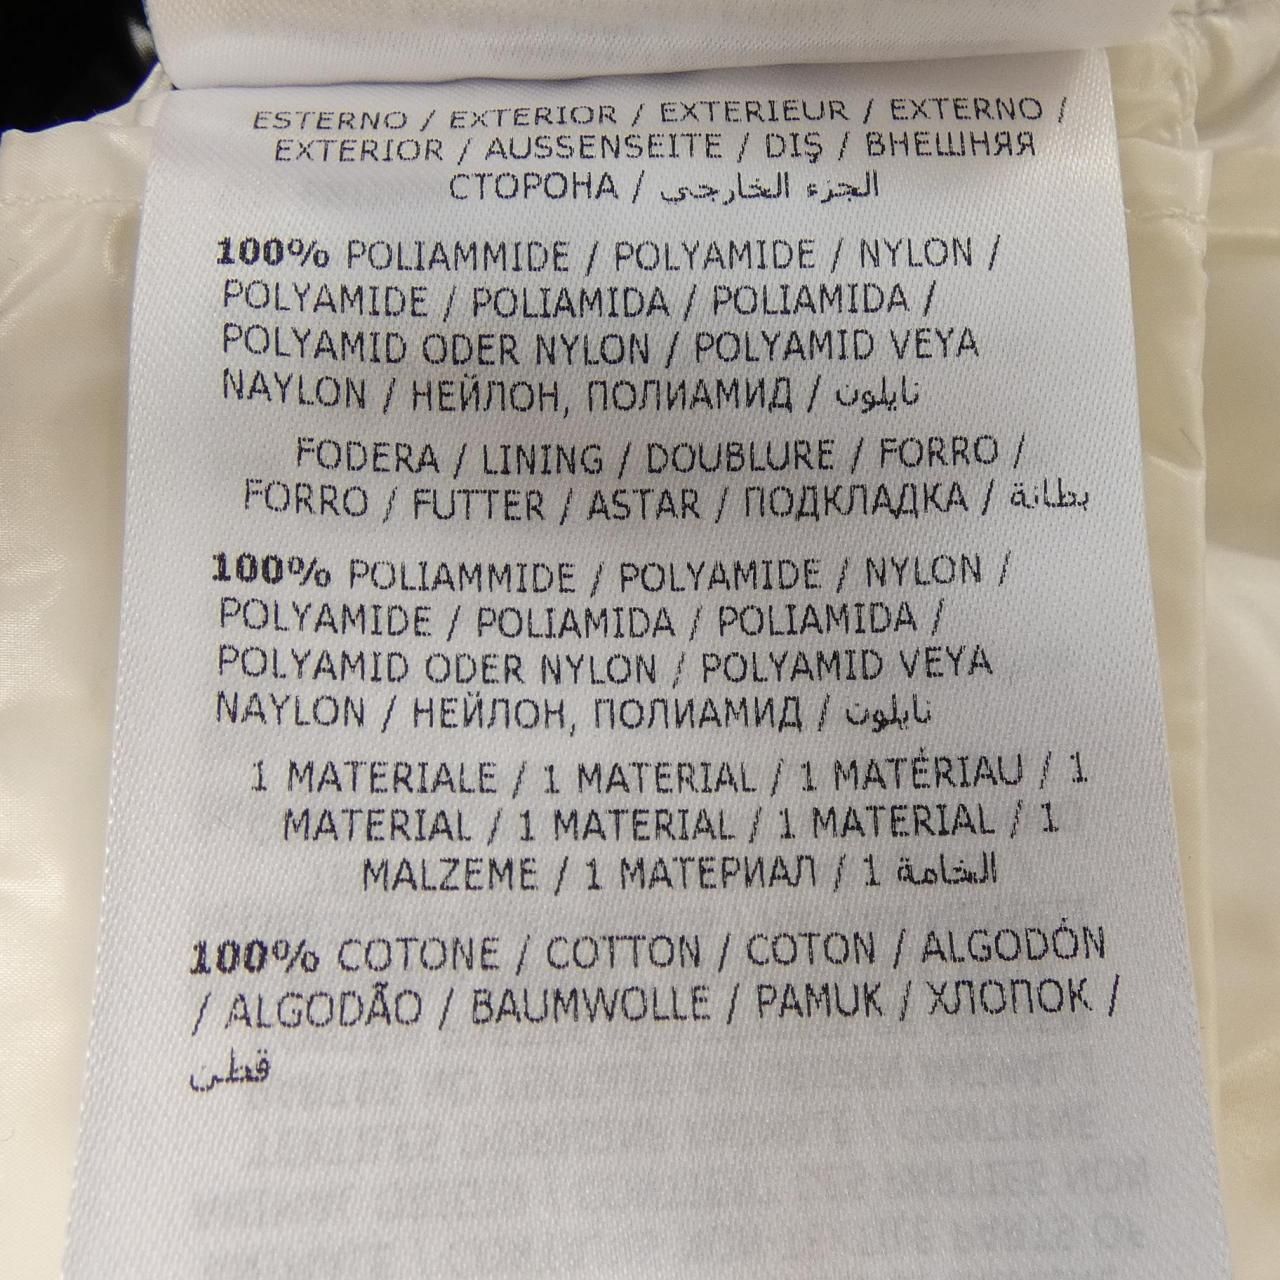 ESTERNO / EXTERIOR / EXTERIEUR / EXTERNO /
EXTERIOR / AUSSENSEITE / DIŞ / ВНЕШНЯЯ
СТОРОНА / الجزء الخارجي
100% POLIAMMIDE / POLYAMIDE / NYLON /
POLYAMIDE / POLIAMIDA / POLIAMIDA /
POLYAMID ODER NYLON / POLYAMID VEYA
NAYLON / НЕЙЛОН, ПОЛИАМИД / نايلون
FODERA / LINING / DOUBLURE / FORRO /
FORRO / FUTTER / ASTAR / ПОДКЛАДКА / بطانة
100% POLIAMMIDE / POLYAMIDE / NYLON /
POLYAMIDE / POLIAMIDA / POLIAMIDA /
POLYAMID ODER NYLON / POLYAMID VEYA
NAYLON / НЕЙЛОН, ПОЛИАМИД / نايلون
1 MATERIALE / 1 MATERIAL / 1 MATÉRIAU / 1
MATERIAL / 1 MATERIAL / 1 MATERIAL / 1
MALZEME / 1 МАТЕРИАЛ / 1 الخامة
100% COTONE / COTTON / COTON / ALGODÓN
/ ALGODÃO / BAUMWOLLE / PAMUK / ХЛОПОК /
قطن